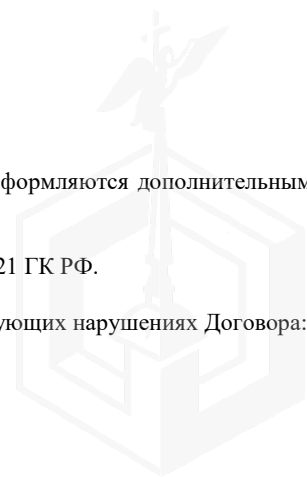 формляются дополнительным
21 ГК РФ.
ующих нарушениях Договора: